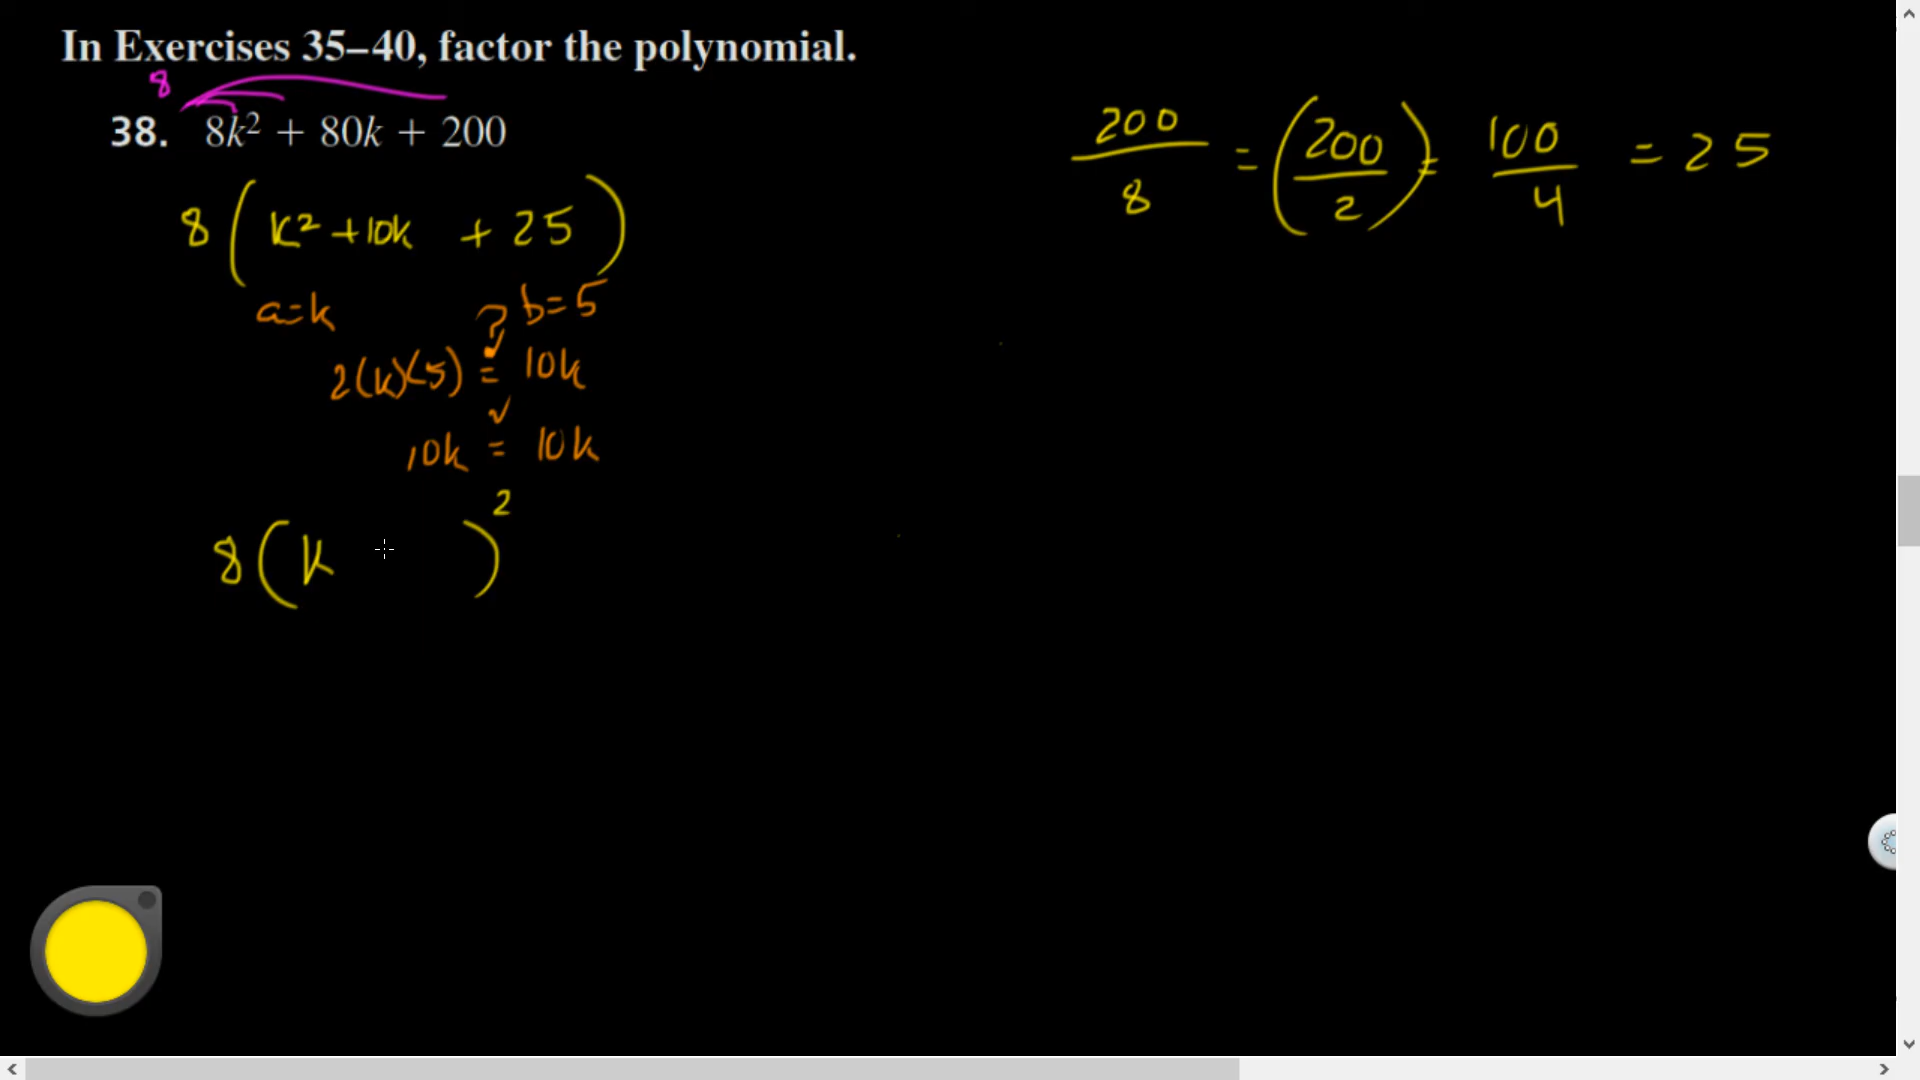 In Exercises 35–40, factor the polynomial.
8
38. 8k² + 80k + 200
8 ( k² + 10k + 25 )
a=k
? b=5
2(k)(5) = 10k
✓
10k = 10k
8 ( k )²
200/8 = (200/2) = 100/4 = 25